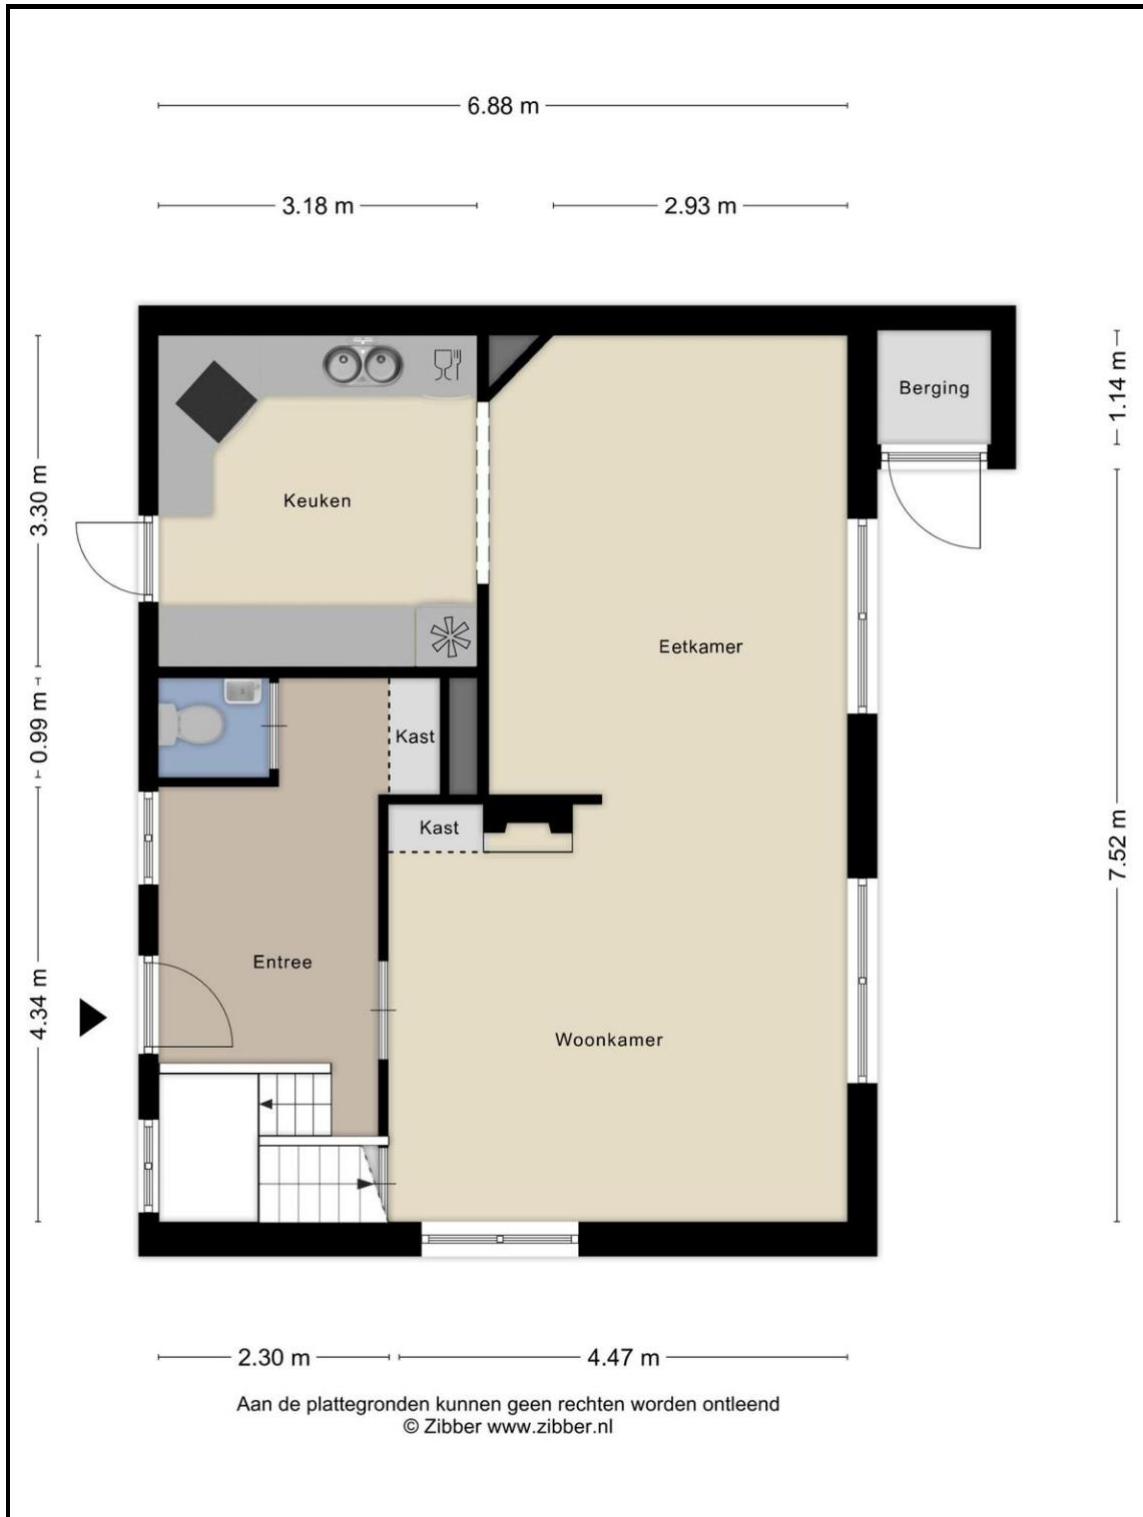 6.88 m
3.18 m
2.93 m
Berging
1.14 m
Keuken
3.30 m
Eetkamer
0.99 m
Kast
Kast
7.52 m
Entree
4.34 m
Woonkamer
2.30 m
4.47 m
Aan de plattegronden kunnen geen rechten worden ontleend
© Zibber www.zibber.nl